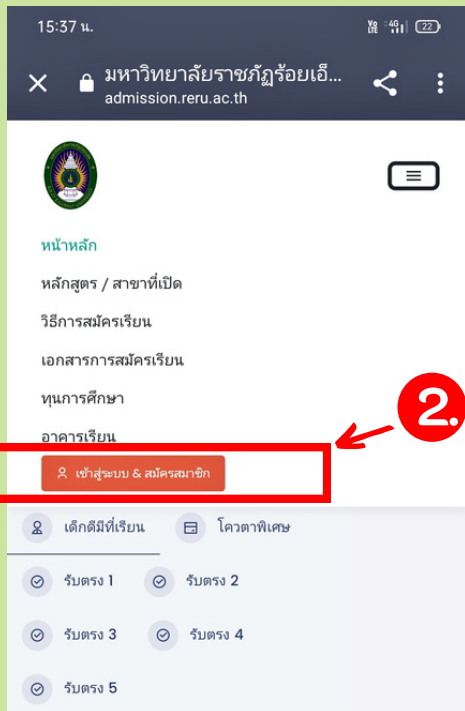 15:37 น.
Vo LTE 4G 22
มหาวิทยาลัยราชภัฏร้อยเอ็...
admission.reru.ac.th
หน้าหลัก
หลักสูตร / สาขาที่เปิด
วิธีการสมัครเรียน
เอกสารการสมัครเรียน
ทุนการศึกษา
อาคารเรียน
2.
เข้าสู่ระบบ & สมัครสมาชิก
เด็กดีมีที่เรียน โควตาพิเศษ
รับตรง 1 รับตรง 2
รับตรง 3 รับตรง 4
รับตรง 5